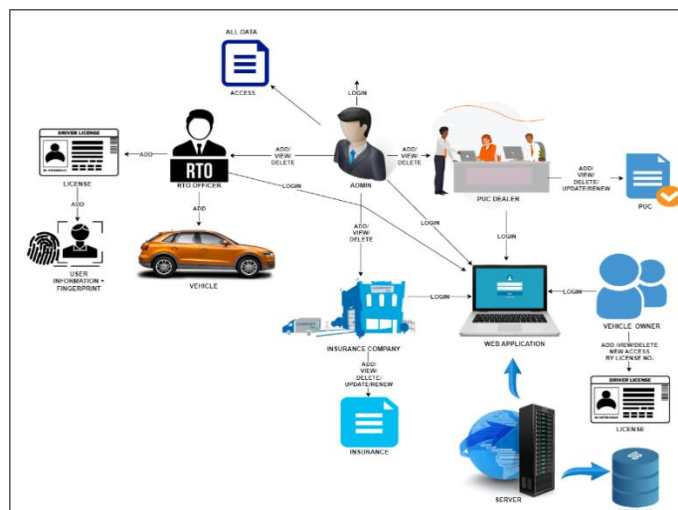 ALL DATA
ACCESS
LOGIN
DRIVER LICENSE
LICENSE
ADD
RTO
RTO OFFICER
ADD/
VIEW/
DELETE
ADMIN
ADD/
VIEW/
DELETE
PUC DEALER
ADD/
VIEW/
DELETE/
UPDATE/RENEW
PUC
ADD
USER
INFORMATION +
FINGERPRINT
ADD
VEHICLE
LOGIN
LOGIN
LOGIN
ADD/
VIEW/
DELETE
INSURANCE COMPANY
LOGIN
WEB APPLICATION
LOGIN
VEHICLE OWNER
ADD/
VIEW/
DELETE/
UPDATE/RENEW
INSURANCE
ADD /VIEW/DELETE
NEW ACCESS
BY LICENSE NO.
DRIVER LICENSE
LICENSE
SERVER